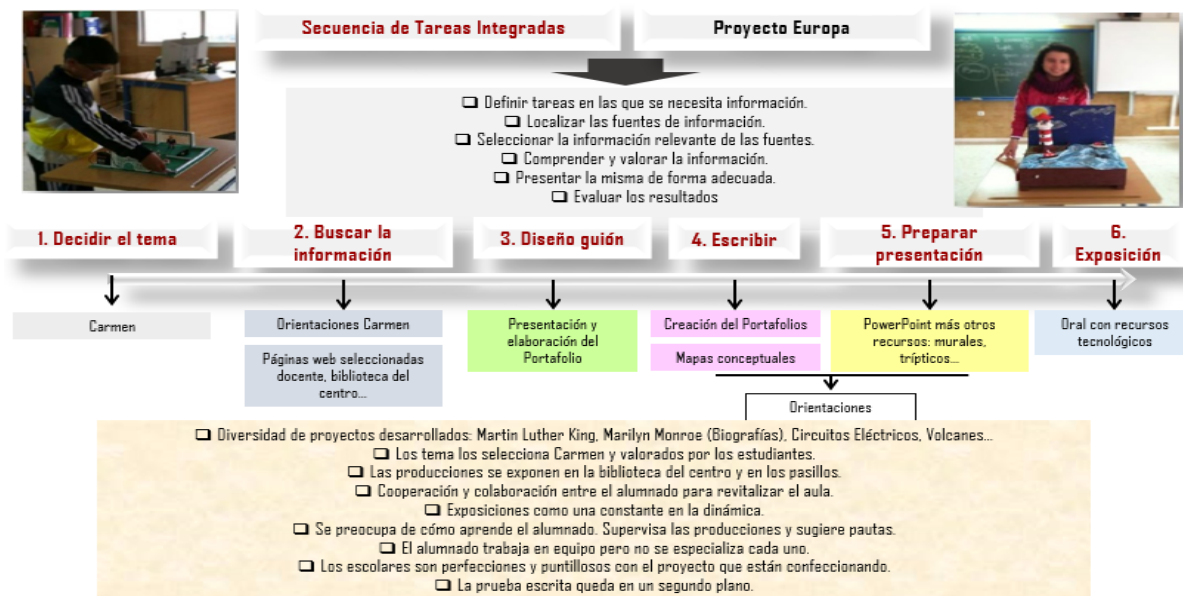 Secuencia de Tareas Integradas
Proyecto Europa
❑ Definir tareas en las que se necesita información.
❑ Localizar las fuentes de información.
❑ Seleccionar la información relevante de las fuentes.
❑ Comprender y valorar la información.
❑ Presentar la misma de forma adecuada.
❑ Evaluar los resultados
1. Decidir el tema
2. Buscar la
información
3. Diseño guión
4. Escribir
5. Preparar
presentación
6.
Exposición
Carmen
Orientaciones Carmen
Páginas web seleccionadas
docente, biblioteca del
centro...
Presentación y
elaboración del
Portafolio
Creación del Portafolios
Mapas conceptuales
PowerPoint más otros
recursos: murales,
trípticos...
Oral con recursos
tecnológicos
Orientaciones
❑ Diversidad de proyectos desarrollados: Martin Luther King, Marilyn Monroe (Biografías), Circuitos Eléctricos, Volcanes...
❑ Los tema los selecciona Carmen y valorados por los estudiantes.
❑ Las producciones se exponen en la biblioteca del centro y en los pasillos.
❑ Cooperación y colaboración entre el alumnado para revitalizar el aula.
❑ Exposiciones como una constante en la dinámica.
❑ Se preocupa de cómo aprende el alumnado. Supervisa las producciones y sugiere pautas.
❑ El alumnado trabaja en equipo pero no se especializa cada uno.
❑ Los escolares son perfecciones y puntillosos con el proyecto que están confeccionando.
❑ La prueba escrita queda en un segundo plano.